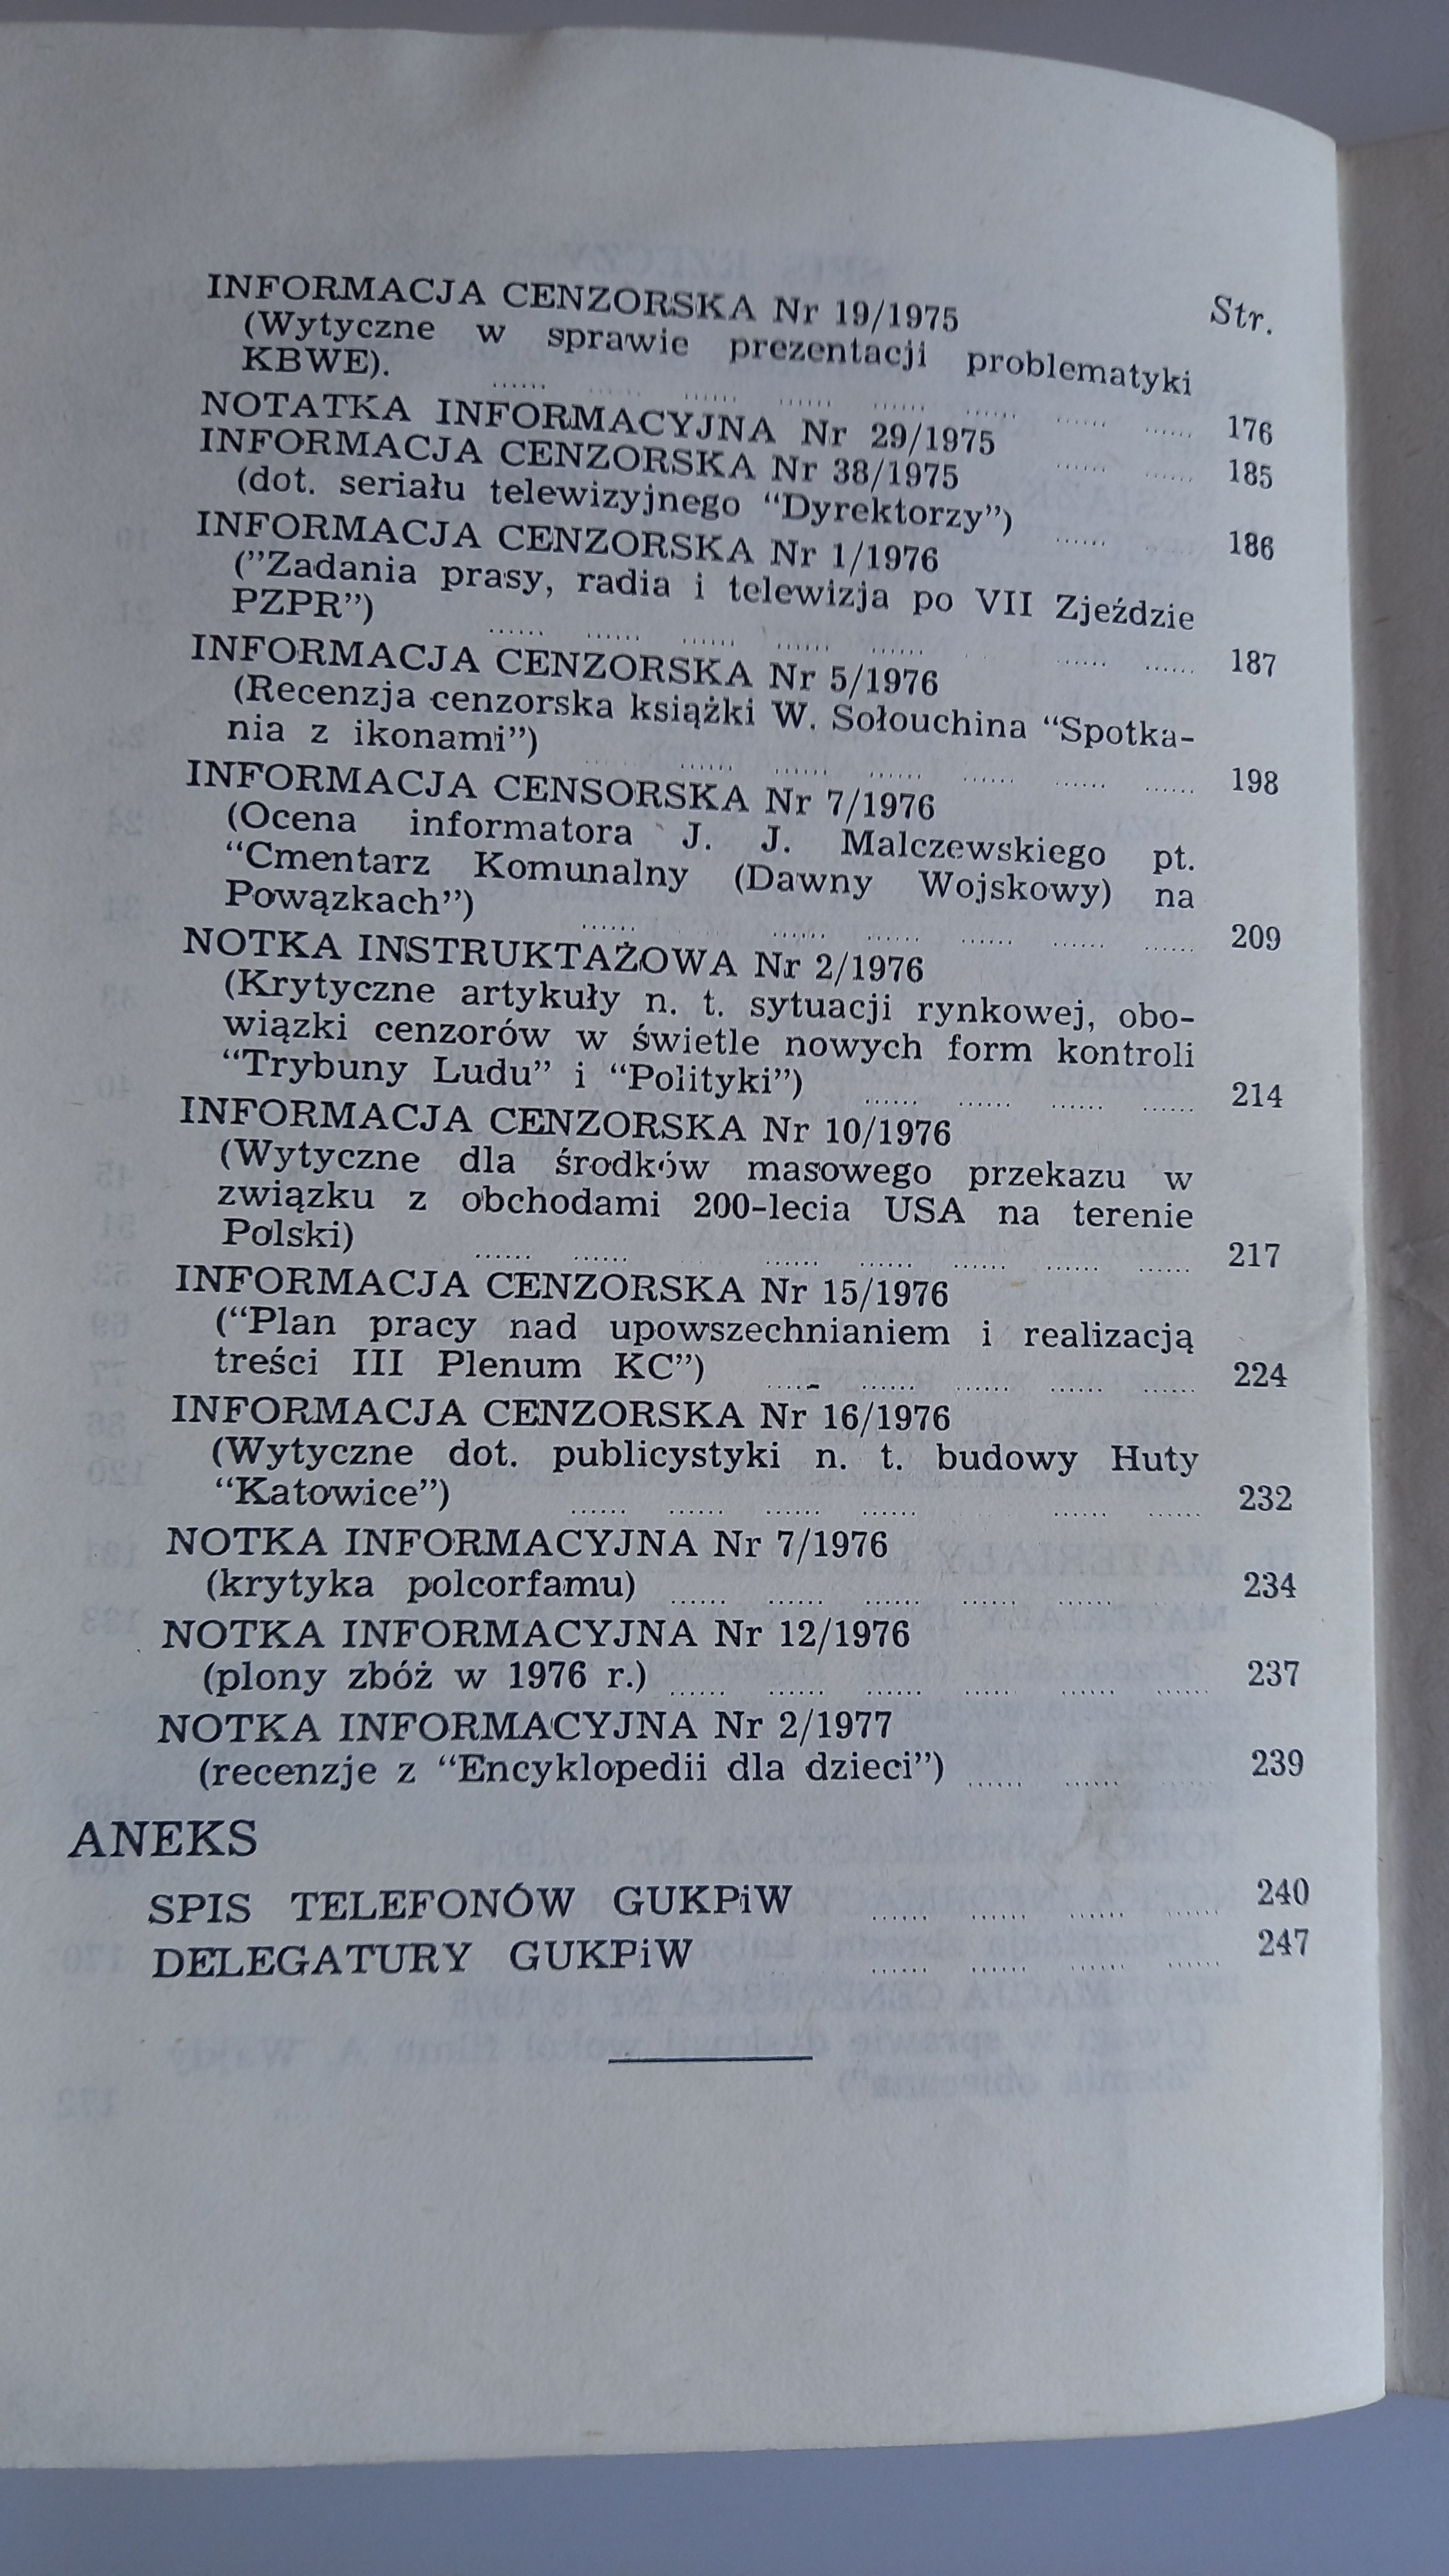 Str.
INFORMACJA CENZORSKA Nr 19/1975
(Wytyczne w sprawie prezentacji problematyki
KBWE). ...... ...... ...... ...... ...... ...... ...... ...... 176
NOTATKA INFORMACYJNA Nr 29/1975 ...... ...... 185
INFORMACJA CENZORSKA Nr 38/1975
(dot. seriału telewizyjnego “Dyrektorzy”) ...... ...... 186
INFORMACJA CENZORSKA Nr 1/1976
(”Zadania prasy, radia i telewizja po VII Zjeździe
PZPR”) ...... ...... ...... ...... ...... ...... ...... 187
INFORMACJA CENZORSKA Nr 5/1976
(Recenzja cenzorska książki W. Sołouchina “Spotka-
nia z ikonami”) ...... ...... ...... ...... ...... ...... 198
INFORMACJA CENSORSKA Nr 7/1976
(Ocena informatora J. J. Malczewskiego pt.
“Cmentarz Komunalny (Dawny Wojskowy) na
Powązkach”) ...... ...... ...... ...... ...... ...... 209
NOTKA INSTRUKTAŻOWA Nr 2/1976
(Krytyczne artykuły n. t. sytuacji rynkowej, obo-
wiązki cenzorów w świetle nowych form kontroli
“Trybuny Ludu” i “Polityki”) ...... ...... ...... ...... 214
INFORMACJA CENZORSKA Nr 10/1976
(Wytyczne dla środków masowego przekazu w
związku z obchodami 200-lecia USA na terenie
Polski) ...... ...... ...... ...... ...... ...... ...... 217
INFORMACJA CENZORSKA Nr 15/1976
(“Plan pracy nad upowszechnianiem i realizacją
treści III Plenum KC”) ...... ...... ...... ...... ...... 224
INFORMACJA CENZORSKA Nr 16/1976
(Wytyczne dot. publicystyki n. t. budowy Huty
“Katowice”) ...... ...... ...... ...... ...... ...... 232
NOTKA INFORMACYJNA Nr 7/1976
(krytyka polcorfamu) ...... ...... ...... ...... ...... 234
NOTKA INFORMACYJNA Nr 12/1976
(plony zbóż w 1976 r.) ...... ...... ...... ...... ...... ...... 237
NOTKA INFORMACYJNA Nr 2/1977
(recenzje z “Encyklopedii dla dzieci”) ...... ...... ...... 239
ANEKS
SPIS TELEFONÓW GUKPiW ...... ...... ...... ...... 240
DELEGATURY GUKPiW ...... ...... ...... ...... 247